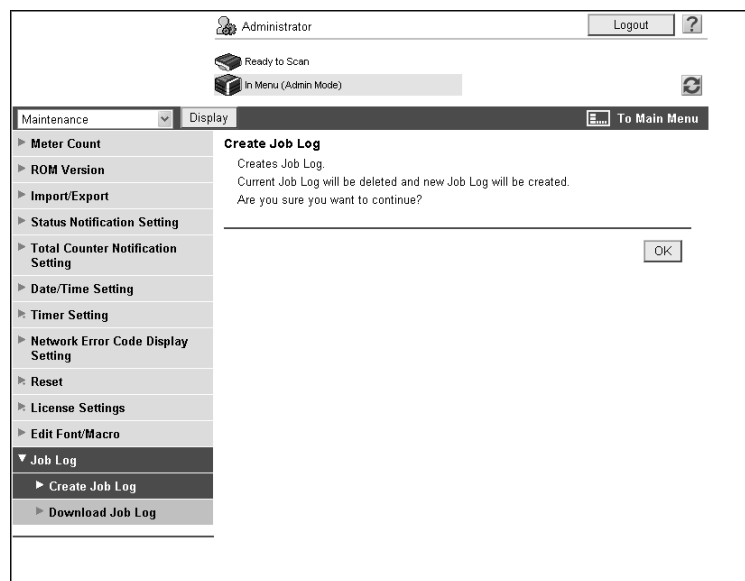 Administrator
Logout
?
Ready to Scan
In Menu (Admin Mode)
Maintenance
Display
To Main Menu
Meter Count
ROM Version
Import/Export
Status Notification Setting
Total Counter Notification
Setting
Date/Time Setting
Timer Setting
Network Error Code Display
Setting
Reset
License Settings
Edit Font/Macro
Job Log
Create Job Log
Download Job Log
Create Job Log
Creates Job Log.
Current Job Log will be deleted and new Job Log will be created.
Are you sure you want to continue?
OK